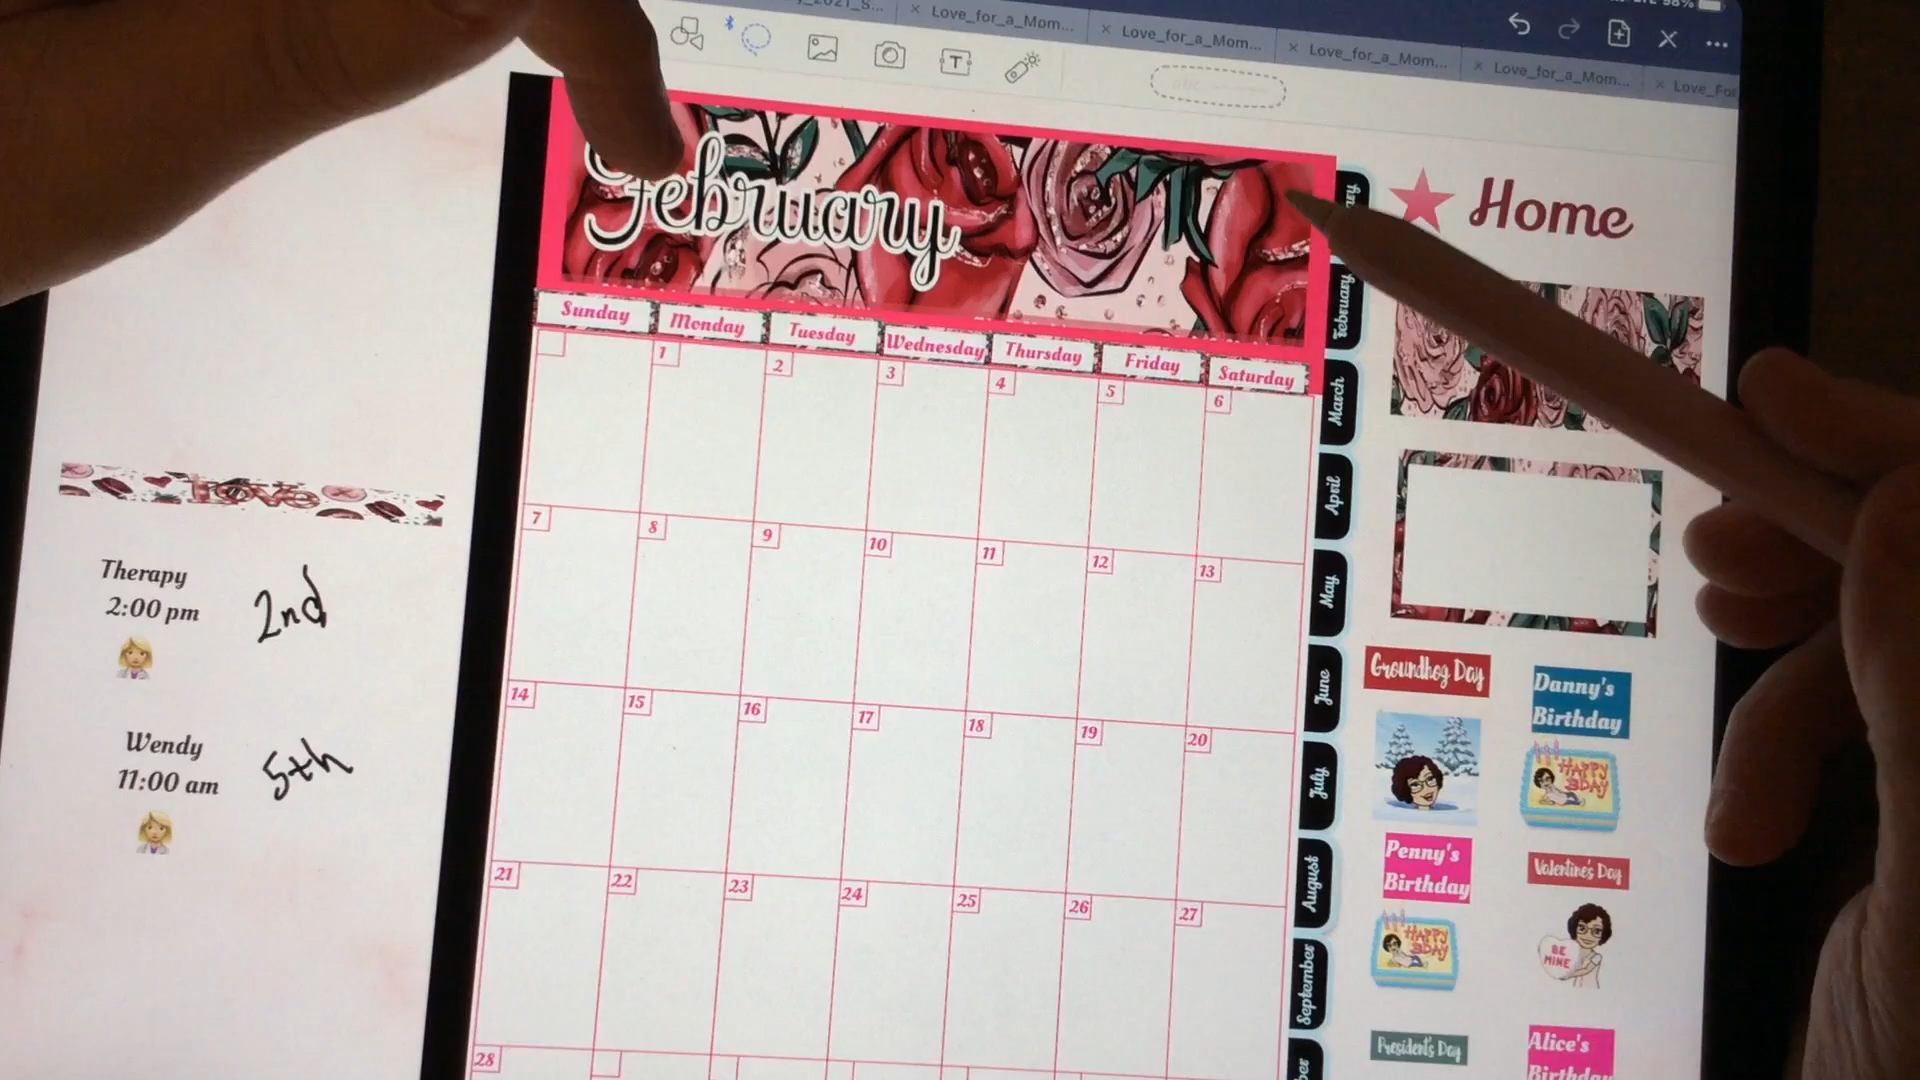 Love_for_a_Mom...
Love_for_a_Mom...
Love_for_a_Mom...
Love_for_a_Mom...
98%
T
February
Home
Sunday
Monday
Tuesday
Wednesday
Thursday
Friday
Saturday
1
2
3
4
5
6
7
8
9
10
11
12
13
14
15
16
17
18
19
20
21
22
23
24
25
26
27
28
February
March
April
May
June
July
August
September
Love
Therapy
2:00 pm
2nd
Wendy
11:00 am
5th
Groundhog Day
Danny's
Birthday
HAPPY
BDAY
Penny's
Birthday
Valentine's Day
HAPPY
BDAY
BE
MINE
President's Day
Alice's
Birthday